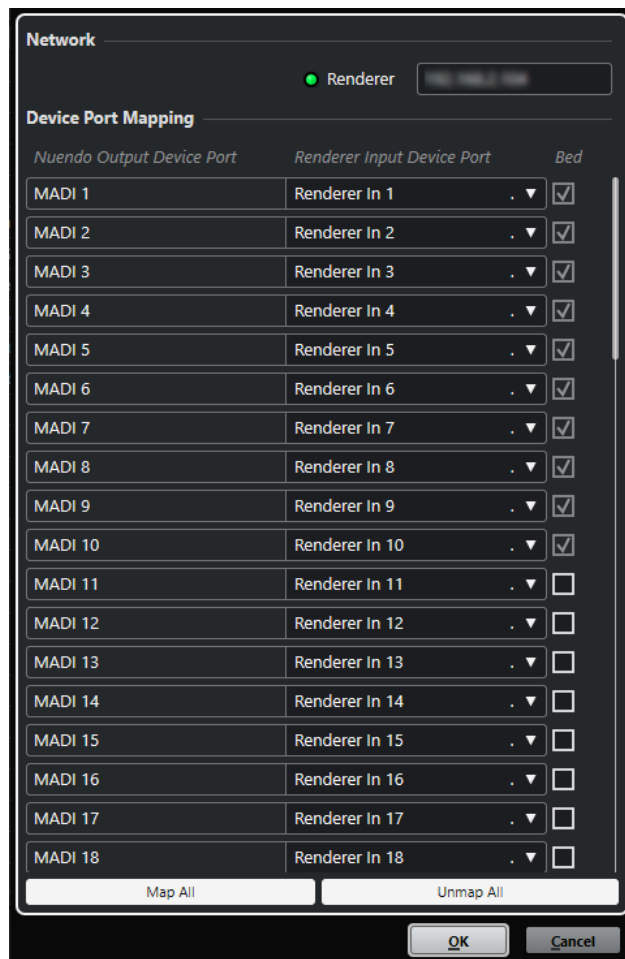 Network
Renderer
Device Port Mapping
Nuendo Output Device Port Renderer Input Device Port Bed
MADI 1 Renderer In 1 .
MADI 2 Renderer In 2 .
MADI 3 Renderer In 3 .
MADI 4 Renderer In 4 .
MADI 5 Renderer In 5 .
MADI 6 Renderer In 6 .
MADI 7 Renderer In 7 .
MADI 8 Renderer In 8 .
MADI 9 Renderer In 9 .
MADI 10 Renderer In 10 .
MADI 11 Renderer In 11 .
MADI 12 Renderer In 12 .
MADI 13 Renderer In 13 .
MADI 14 Renderer In 14 .
MADI 15 Renderer In 15 .
MADI 16 Renderer In 16 .
MADI 17 Renderer In 17 .
MADI 18 Renderer In 18 .
Map All Unmap All
OK Cancel